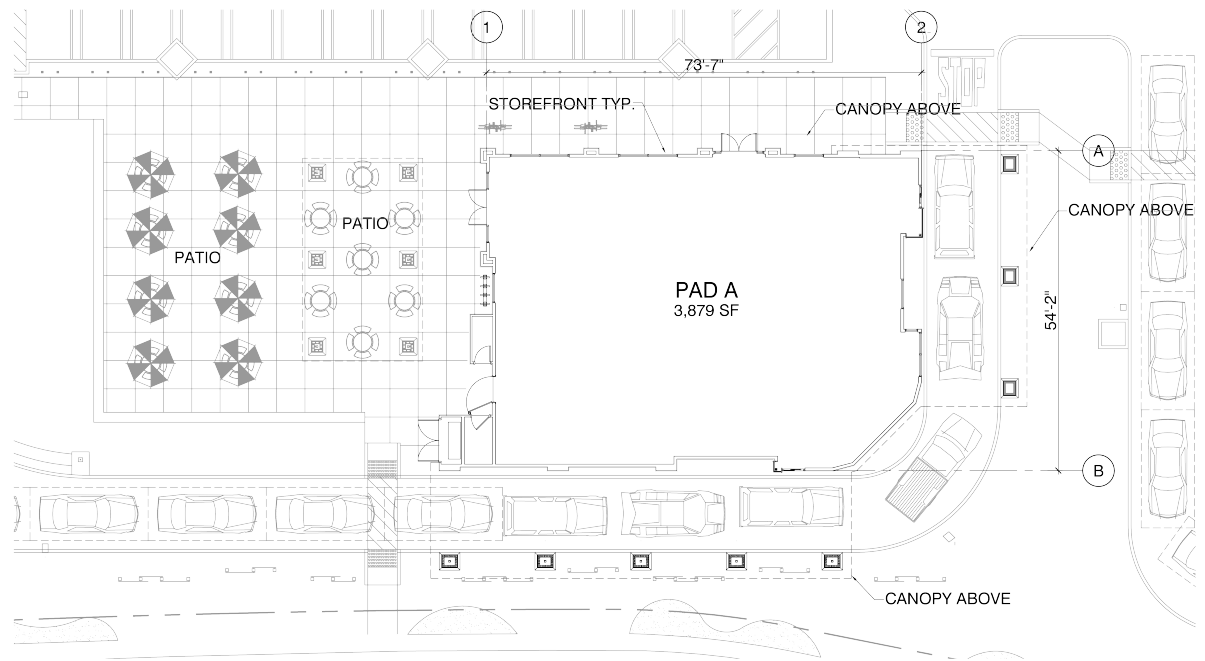 1
2
73'-7"
STOREFRONT TYP.
CANOPY ABOVE
A
CANOPY ABOVE
PATIO
PATIO
PAD A
3,879 SF
54'-2"
B
CANOPY ABOVE